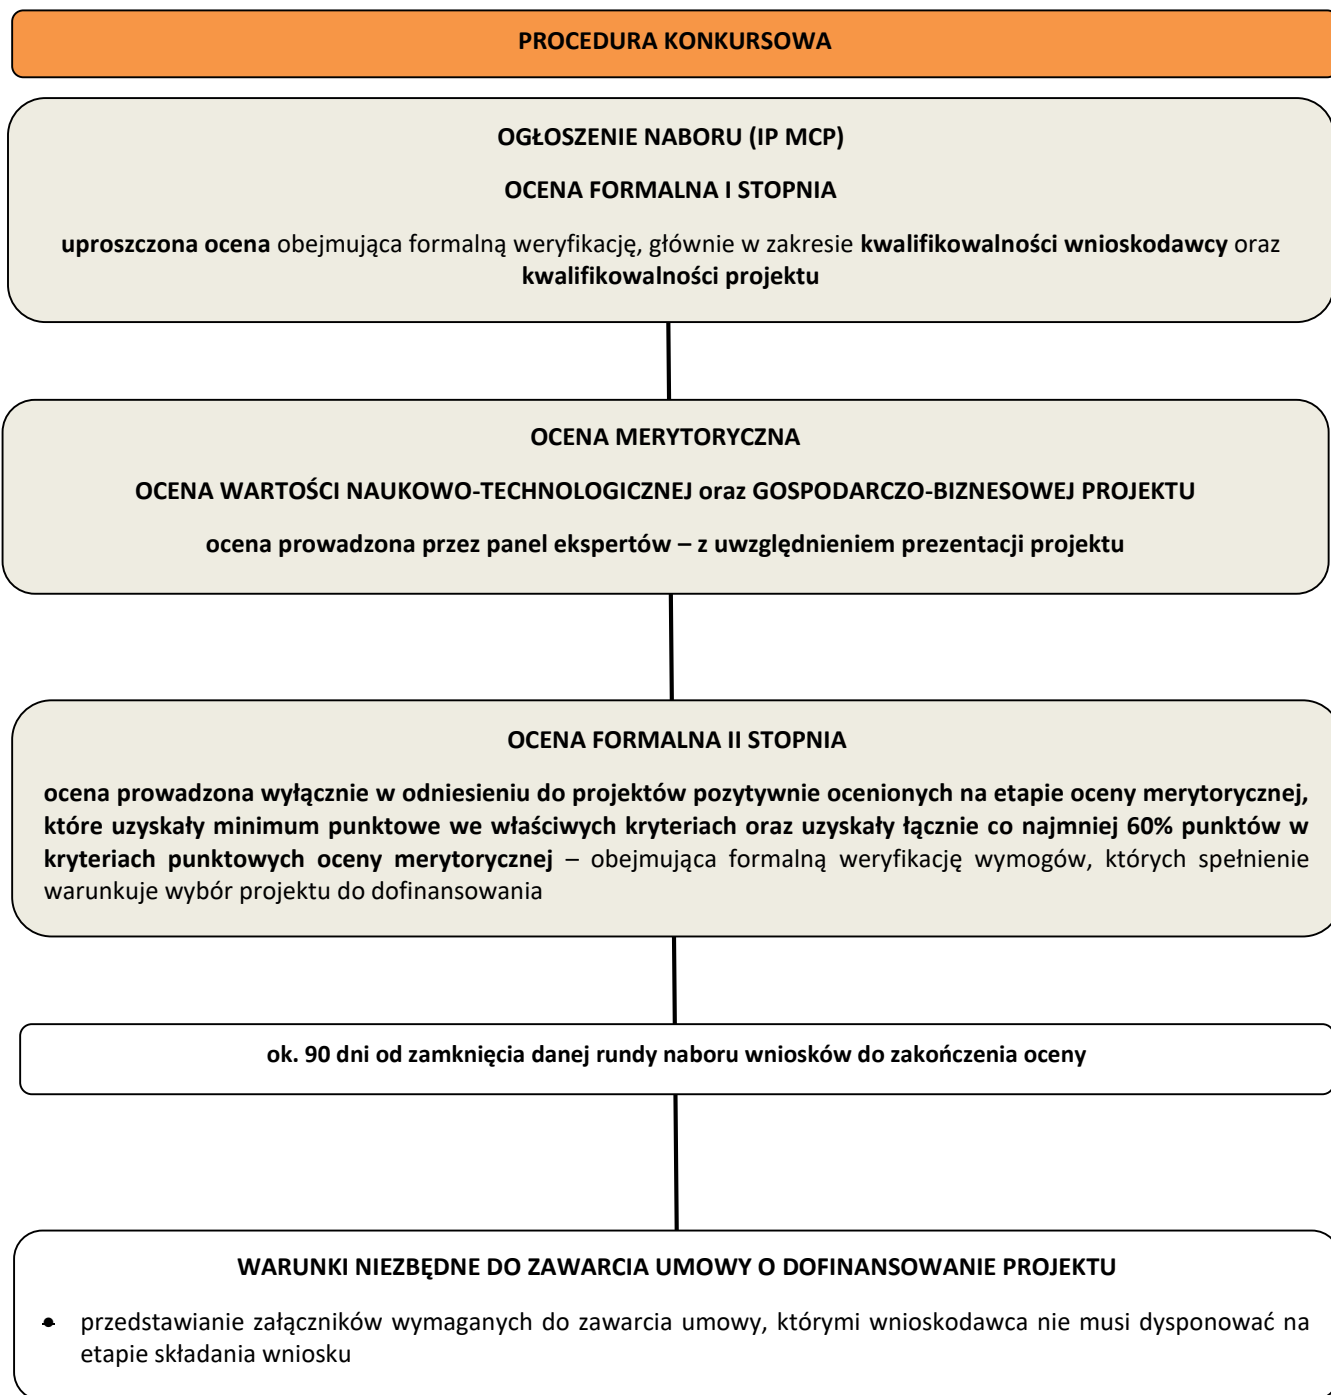 PROCEDURA KONKURSOWA
OGŁOSZENIE NABORU (IP MCP)
OCENA FORMALNA I STOPNIA
uproszczona ocena obejmująca formalną weryfikację, głównie w zakresie kwalifikowalności wnioskodawcy oraz
kwalifikowalności projektu
OCENA MERYTORYCZNA
OCENA WARTOŚCI NAUKOWO-TECHNOLOGICZNEJ oraz GOSPODARCZO-BIZNESOWEJ PROJEKTU
ocena prowadzona przez panel ekspertów – z uwzględnieniem prezentacji projektu
OCENA FORMALNA II STOPNIA
ocena prowadzona wyłącznie w odniesieniu do projektów pozytywnie ocenionych na etapie oceny merytorycznej,
które uzyskały minimum punktowe we właściwych kryteriach oraz uzyskały łącznie co najmniej 60% punktów w
kryteriach punktowych oceny merytorycznej – obejmująca formalną weryfikację wymogów, których spełnienie
warunkuje wybór projektu do dofinansowania
ok. 90 dni od zamknięcia danej rundy naboru wniosków do zakończenia oceny
WARUNKI NIEZBĘDNE DO ZAWARCIA UMOWY O DOFINANSOWANIE PROJEKTU
• przedstawianie załączników wymaganych do zawarcia umowy, którymi wnioskodawca nie musi dysponować na
etapie składania wniosku